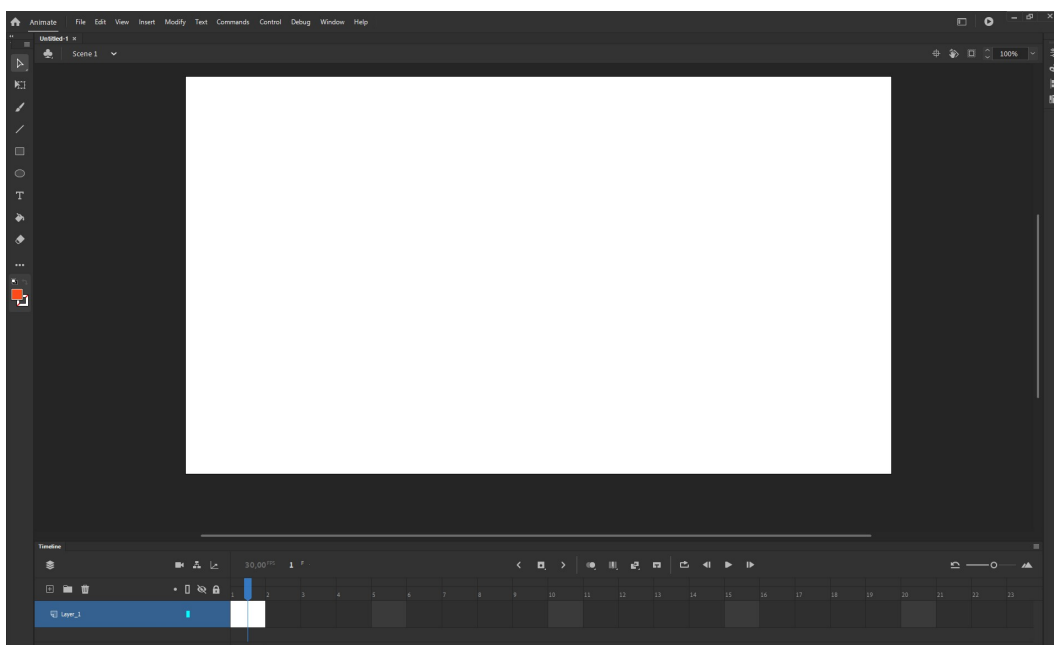 Animate File Edit View Insert Modify Text Commands Control Debug Window Help
Untitled-1 ×
Scene 1 100%
T
Timeline
30,00 FPS 1 F
1 2 3 4 5 6 7 8 9 10 11 12 13 14 15 16 17 18 19 20 21 22 23
Layer_1